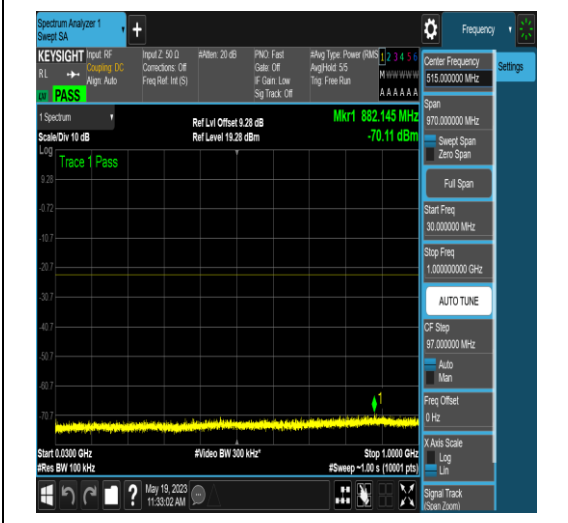 Spectrum Analyzer 1
Swept SA
Frequency
KEYSIGHT
RL
Input: RF
Coupling: DC
Align: Auto
Input Z: 50 Ω
Corrections: Off
Freq Ref: Int (S)
#Atten: 20 dB
PNO: Fast
Gate: Off
IF Gain: Low
Sig Track: Off
#Avg Type: Power (RMS
Avg|Hold: 5/5
Trig: Free Run
1 2 3 4 5 6
M W W W W W
A A A A A A
PASS
Settings
1 Spectrum
Scale/Div 10 dB
Ref Lvl Offset 9.28 dB
Ref Level 19.28 dBm
Mkr1 882.145 MHz
-70.11 dBm
Log
Trace 1 Pass
9.28
-0.72
-10.7
-20.7
-30.7
-40.7
-50.7
-60.7
-70.7
1
Start 0.0300 GHz
#Res BW 100 kHz
#Video BW 300 kHz*
Stop 1.0000 GHz
#Sweep ~1.00 s (10001 pts)
Center Frequency
515.000000 MHz
Span
970.000000 MHz
Swept Span
Zero Span
Full Span
Start Freq
30.000000 MHz
Stop Freq
1.000000000 GHz
AUTO TUNE
CF Step
97.000000 MHz
Auto
Man
Freq Offset
0 Hz
X Axis Scale
Log
Lin
Signal Track
(Span Zoom)
May 19, 2023
11:33:02 AM